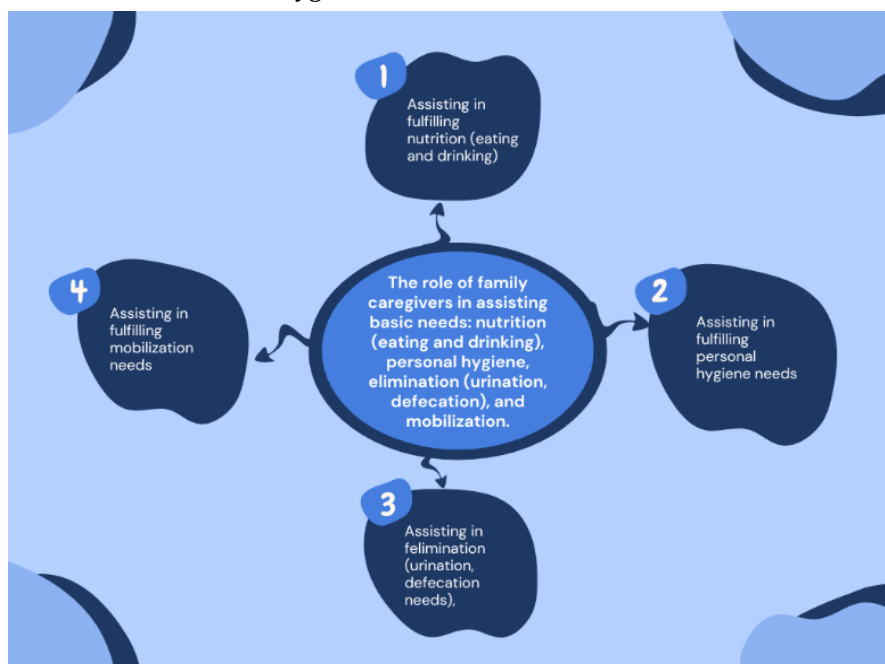 1
Assisting in
fulfilling
nutrition (eating
and drinking)
The role of family
caregivers in assisting
basic needs: nutrition
(eating and drinking),
personal hygiene,
elimination (urination,
defecation), and
mobilization.
2
Assisting in
fulfilling
personal
hygiene needs
3
Assisting in
felimination
(urination,
defecation
needs),
4
Assisting in
fulfilling
mobilization
needs